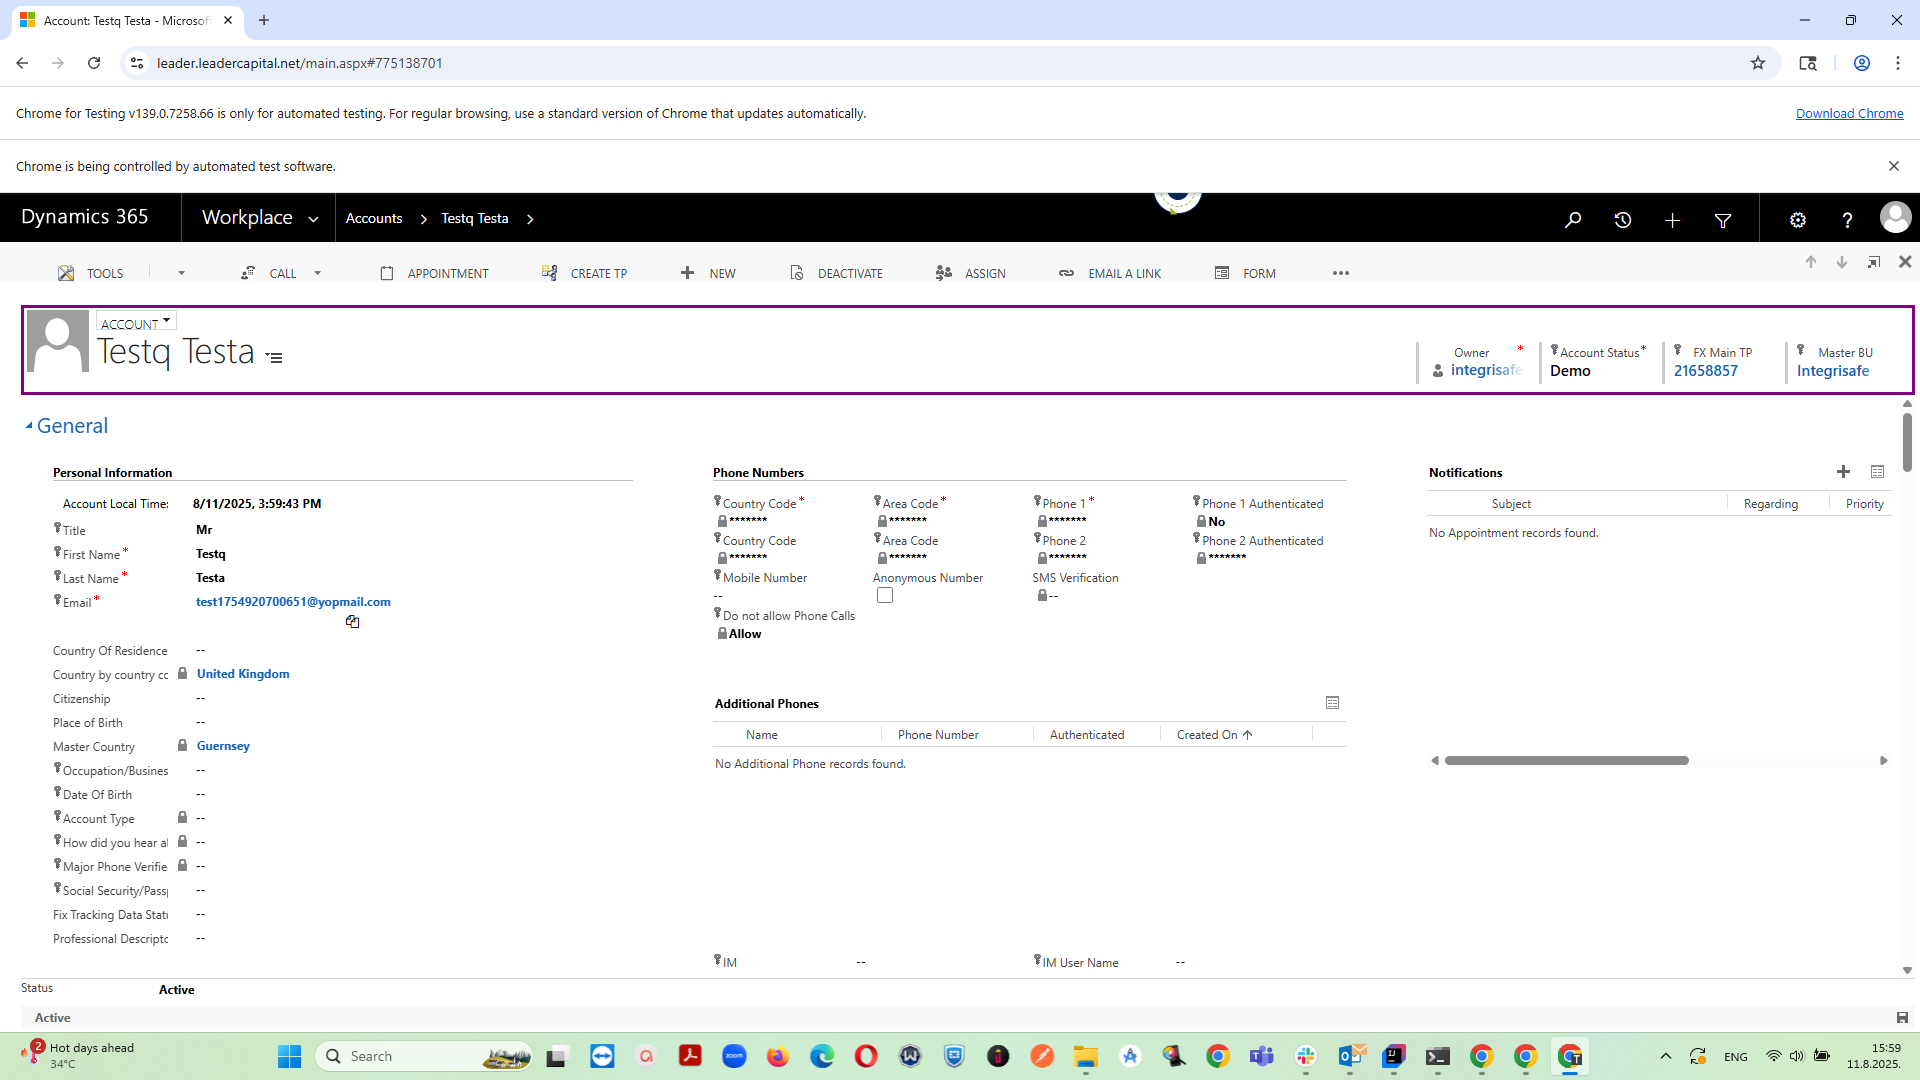 Account: Testq Testa - Microsof
leader.leadercapital.net/main.aspx#775138701
Chrome for Testing v139.0.7258.66 is only for automated testing. For regular browsing, use a standard version of Chrome that updates automatically.
Download Chrome
Chrome is being controlled by automated test software.
Dynamics 365
Workplace
Accounts
Testq Testa
TOOLS
CALL
APPOINTMENT
CREATE TP
NEW
DEACTIVATE
ASSIGN
EMAIL A LINK
FORM
ACCOUNT
Testq Testa
Owner *
integrisafe
Account Status *
Demo
FX Main TP
21658857
Master BU
Integrisafe
General
Personal Information
Account Local Time: 8/11/2025, 3:59:43 PM
Title Mr
First Name * Testq
Last Name * Testa
Email * test1754920700651@yopmail.com
Country Of Residence --
Country by country cc United Kingdom
Citizenship --
Place of Birth --
Master Country Guernsey
Occupation/Busines --
Date Of Birth --
Account Type --
How did you hear a --
Major Phone Verifie --
Social Security/Pass --
Fix Tracking Data Stat --
Professional Descripto --
Phone Numbers
Country Code * Area Code * Phone 1 * Phone 1 Authenticated
******* ******* ******* No
Country Code Area Code Phone 2 Phone 2 Authenticated
******* ******* ******* *******
Mobile Number Anonymous Number SMS Verification
-- --
Do not allow Phone Calls
Allow
Additional Phones
Name Phone Number Authenticated Created On
No Additional Phone records found.
IM -- IM User Name --
Notifications
Subject Regarding Priority
No Appointment records found.
Status Active
Active
2
Hot days ahead
34°C
Search
zoom
ENG
15:59
11.8.2025.